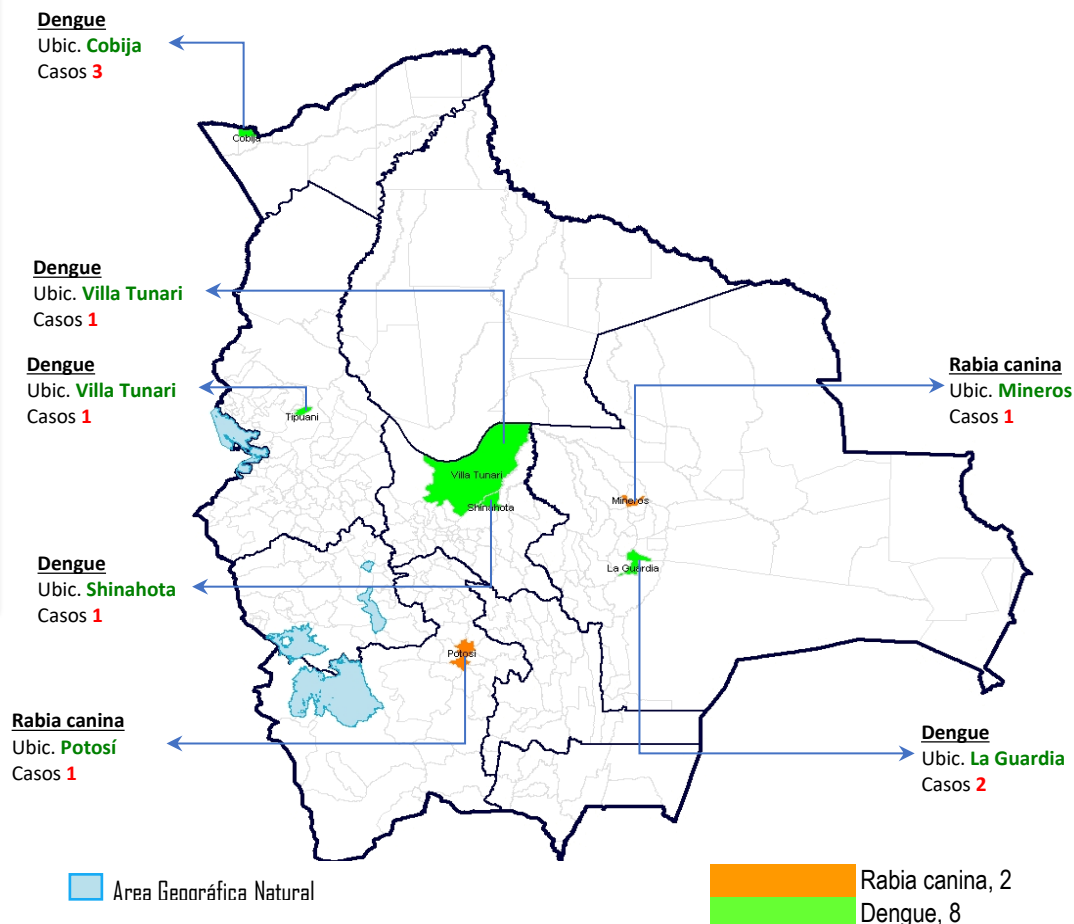 Dengue
Ubic. Cobija
Casos 3
Cobija
Dengue
Ubic. Villa Tunari
Casos 1
Dengue
Ubic. Villa Tunari
Casos 1
Tipuani
Rabia canina
Ubic. Mineros
Casos 1
Villa Tunari
Shinahota
Mineros
La Guardia
Dengue
Ubic. Shinahota
Casos 1
Potosí
Rabia canina
Ubic. Potosí
Casos 1
Dengue
Ubic. La Guardia
Casos 2
Area Geográfica Natural
Rabia canina, 2
Dengue, 8